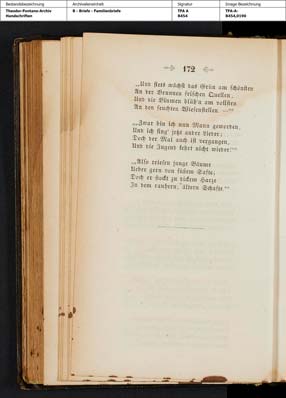 Bestandsbezeichnung
Theodor-Fontane-Archiv
Handschriften
Archivalieneinheit
B - Briefe - Familienbriefe
Signatur
TFA A
B454
Image Bezeichnung
TFA-A-
B454,0190
172
„Und stets wächst das Grün am schönsten
An der Brunnen frischen Quellen,
Und die Blumen blüh'n am vollsten
An den feuchten Wiesenstellen. —“
„Zwar bin ich nun Mann geworden,
Und ich sing' jetzt andre Lieder;
Doch der Mai auch ist vergangen,
Und die Jugend kehrt nicht wieder!“
„Also triefen junge Bäume
Ueber gern von süßem Safte,
Doch er stockt zu dickem Harze
In dem rauhern, ältern Schafte.“